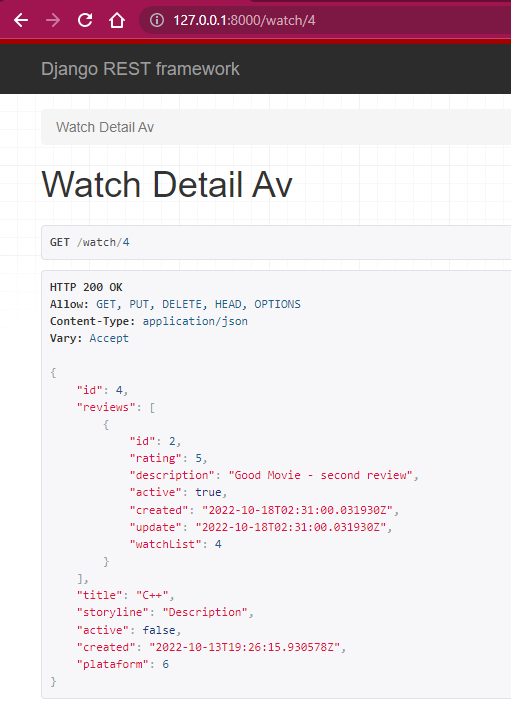 127.0.0.1:8000/watch/4
Django REST framework
Watch Detail Av
Watch Detail Av
GET /watch/4
HTTP 200 OK
Allow: GET, PUT, DELETE, HEAD, OPTIONS
Content-Type: application/json
Vary: Accept
{
    "id": 4,
    "reviews": [
        {
            "id": 2,
            "rating": 5,
            "description": "Good Movie - second review",
            "active": true,
            "created": "2022-10-18T02:31:00.031930Z",
            "update": "2022-10-18T02:31:00.031930Z",
            "watchList": 4
        }
    ],
    "title": "C++",
    "storyline": "Description",
    "active": false,
    "created": "2022-10-13T19:26:15.930578Z",
    "plataform": 6
}